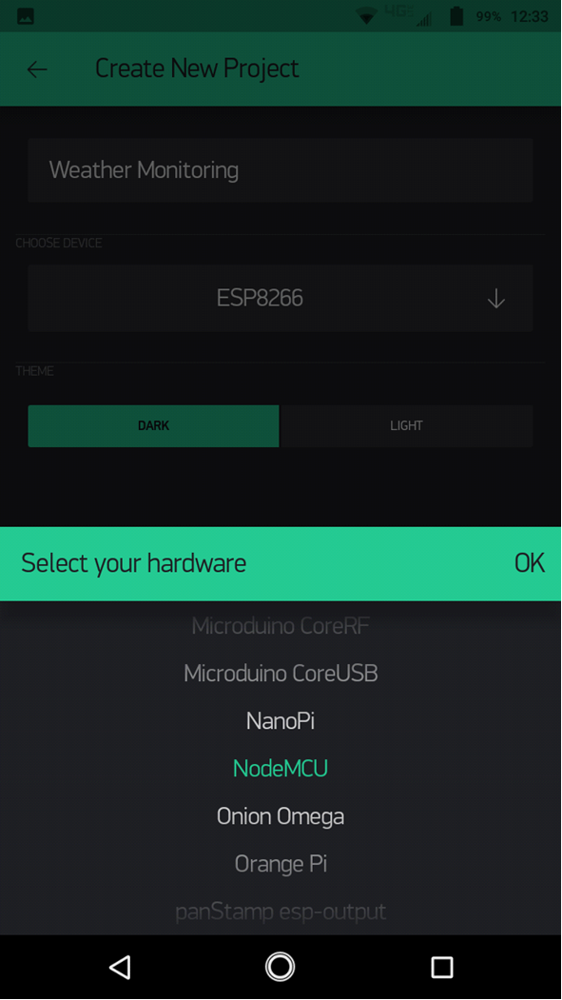 4G
99% 12:33
Create New Project
Weather Monitoring
CHOOSE DEVICE
ESP8266
THEME
DARK LIGHT
Select your hardware OK
Microduino CoreRF
Microduino CoreUSB
NanoPi
NodeMCU
Onion Omega
Orange Pi
panStamp esp-output